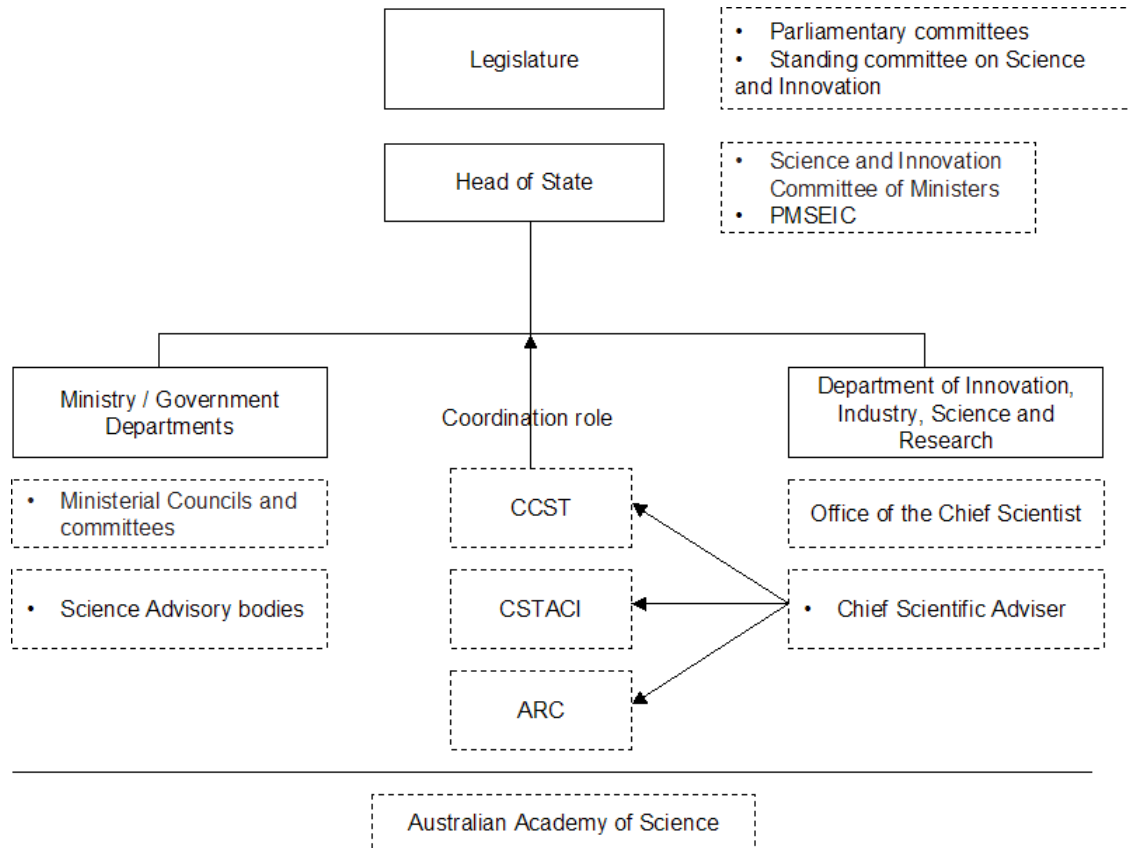 Legislature
• Parliamentary committees
• Standing committee on Science
and Innovation
Head of State
• Science and Innovation
Committee of Ministers
• PMSEIC
Ministry / Government
Departments
Coordination role
Department of Innovation,
Industry, Science and
Research
• Ministerial Councils and
committees
CCST
Office of the Chief Scientist
• Science Advisory bodies
CSTACI
• Chief Scientific Adviser
ARC
Australian Academy of Science